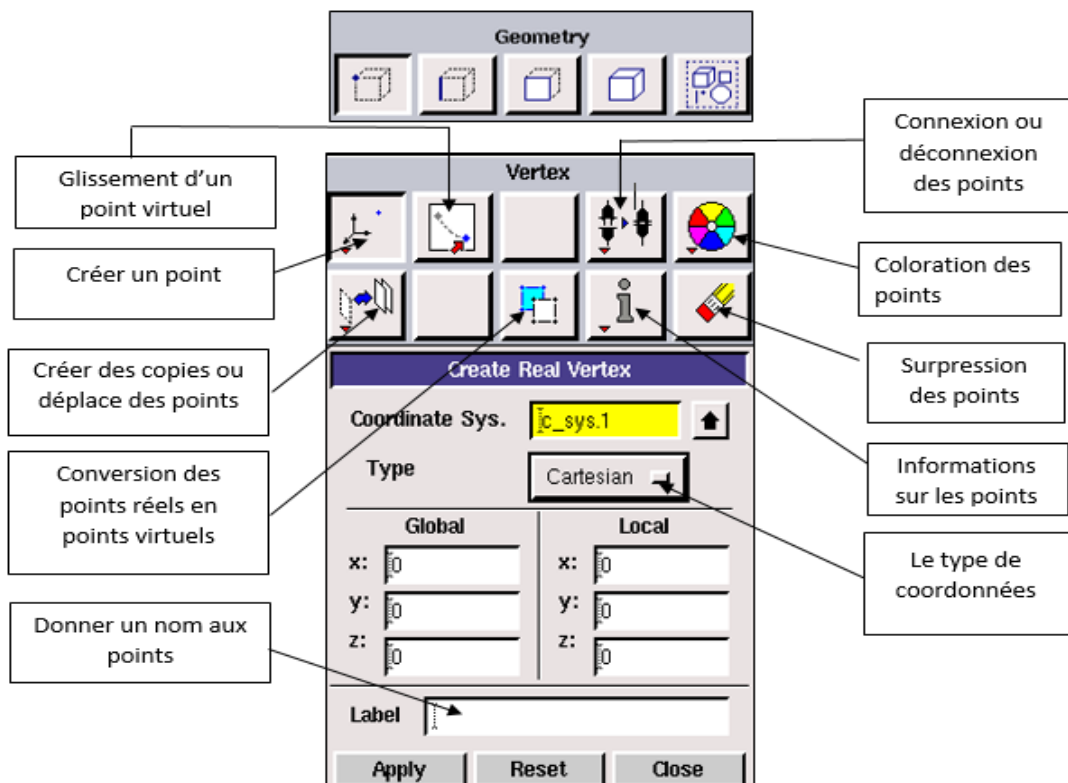 Geometry
Connexion ou
déconnexion
des points
Glissement d'un
point virtuel
Vertex
Créer un point
Coloration des
points
Créer des copies ou
déplace des points
Surpression
des points
Create Real Vertex
Coordinate Sys.
c_sys.1
Type
Cartesian
Conversion des
points réels en
points virtuels
Informations
sur les points
Global
Local
x: 0
x: 0
y: 0
y: 0
z: 0
z: 0
Le type de
coordonnées
Donner un nom aux
points
Label
Apply
Reset
Close